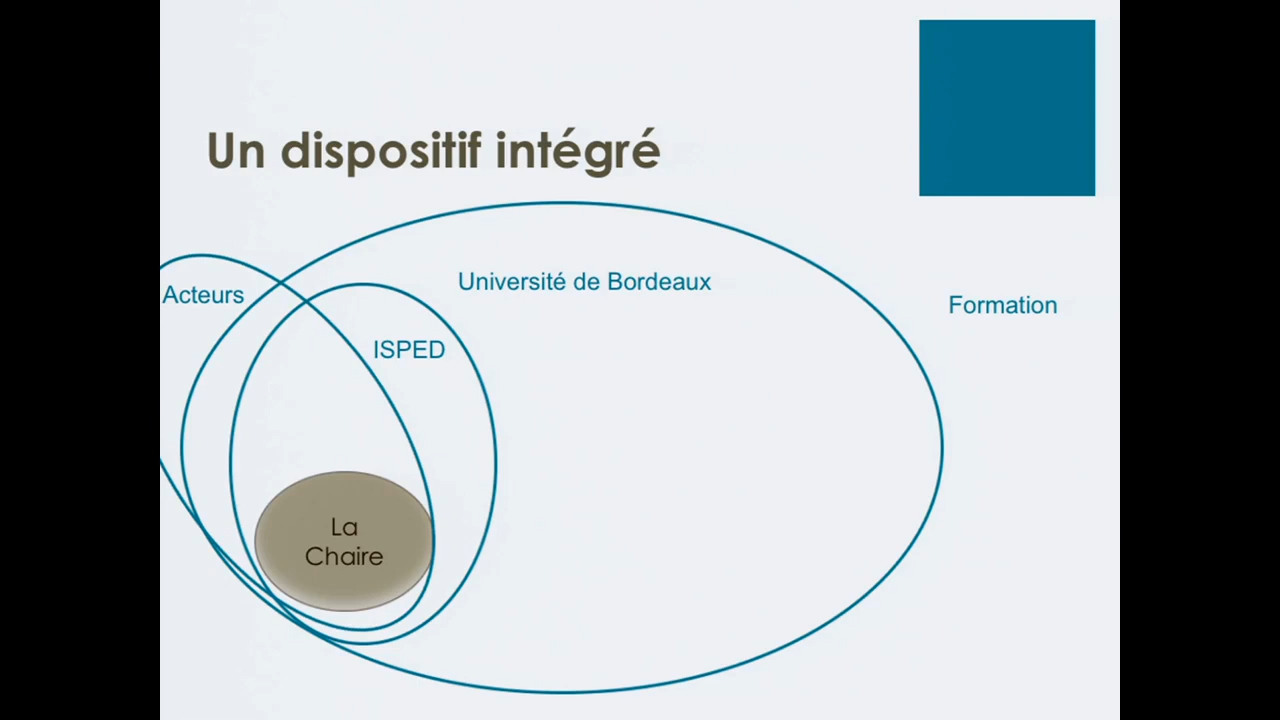 Un dispositif intégré
Université de Bordeaux
Acteurs
Formation
ISPED
La
Chaire